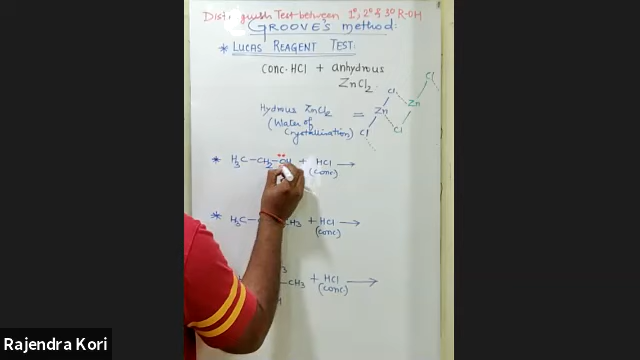 Distinguish Test between 1°, 2° & 3° R-OH
GROOVE'S method:
* LUCAS REAGENT TEST:
conc. HCl + anhydrous
ZnCl2.
Hydrous ZnCl2
(Water of
Crystallization)
=
Cl
Zn
Cl
Cl
Zn
Cl
* H3C-CH2-OH + HCl →
(conc)
* H3C-C CH3 + HCl →
(conc)
-CH3 + HCl →
(conc)
Rajendra Kori